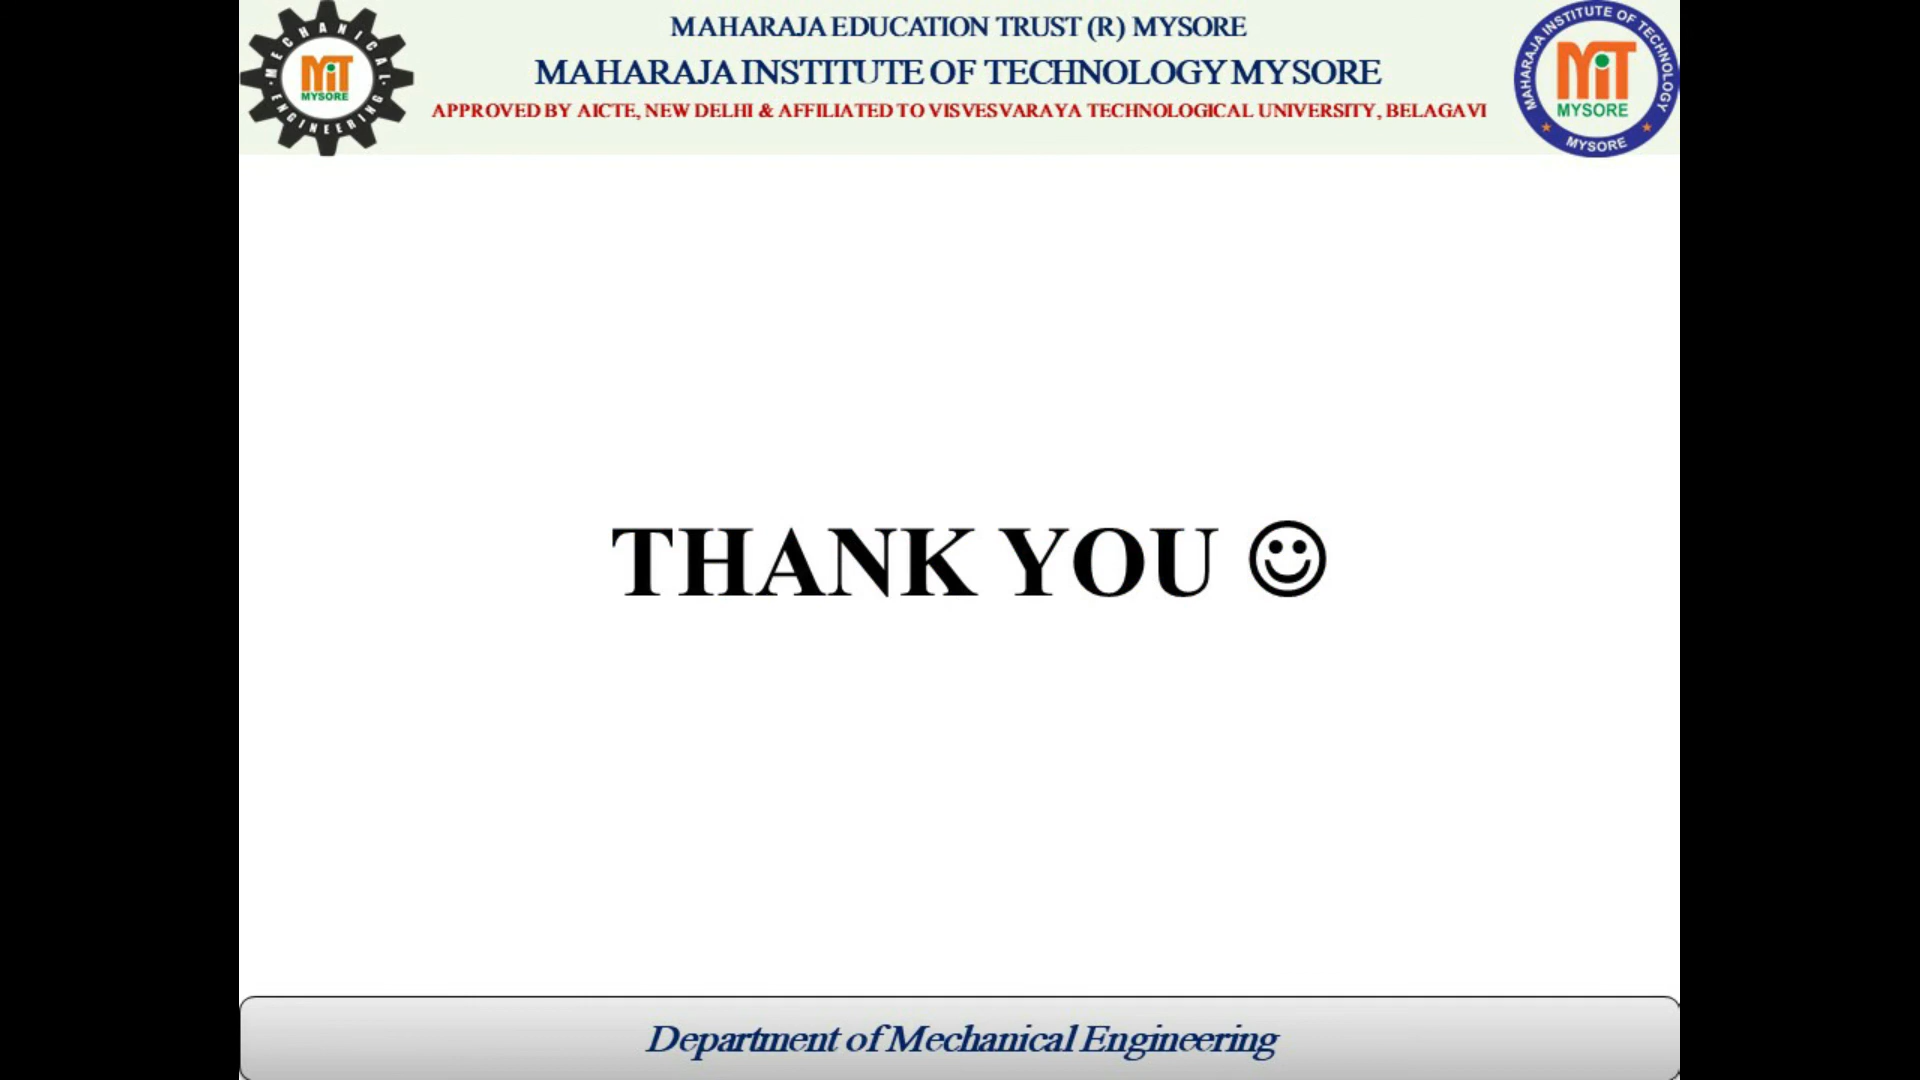 MECHANICAL
ENGINEERING
MiT
MYSORE
MAHARAJA EDUCATION TRUST (R) MYSORE
MAHARAJA INSTITUTE OF TECHNOLOGY MYSORE
APPROVED BY AICTE, NEW DELHI & AFFILIATED TO VISVESVARAYA TECHNOLOGICAL UNIVERSITY, BELAGAVI
MAHARAJA INSTITUTE OF TECHNOLOGY
MiT
MYSORE
MYSORE
THANK YOU ☺
Department of Mechanical Engineering